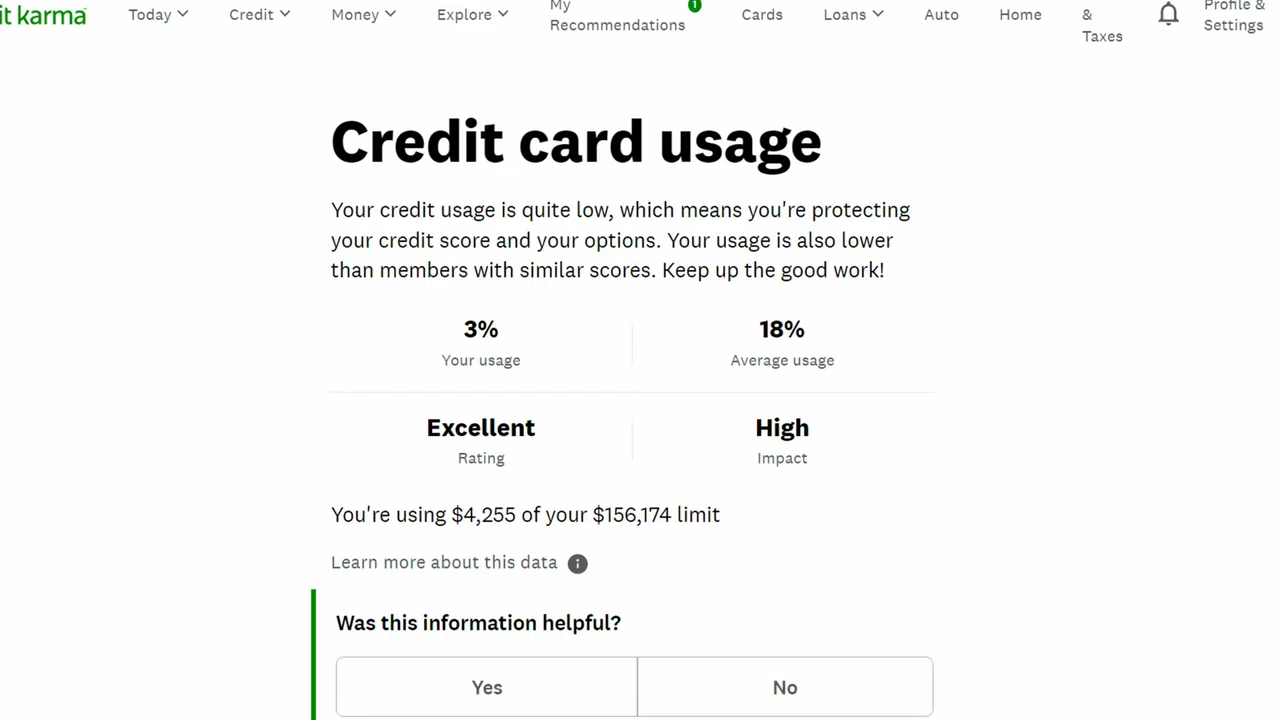 it karma
Today
Credit
Money
Explore
My
Recommendations
1
Cards
Loans
Auto
Home
&
Taxes
Profile &
Settings
Credit card usage
Your credit usage is quite low, which means you're protecting
your credit score and your options. Your usage is also lower
than members with similar scores. Keep up the good work!
3%
Your usage
18%
Average usage
Excellent
Rating
High
Impact
You're using $4,255 of your $156,174 limit
Learn more about this data i
Was this information helpful?
Yes
No